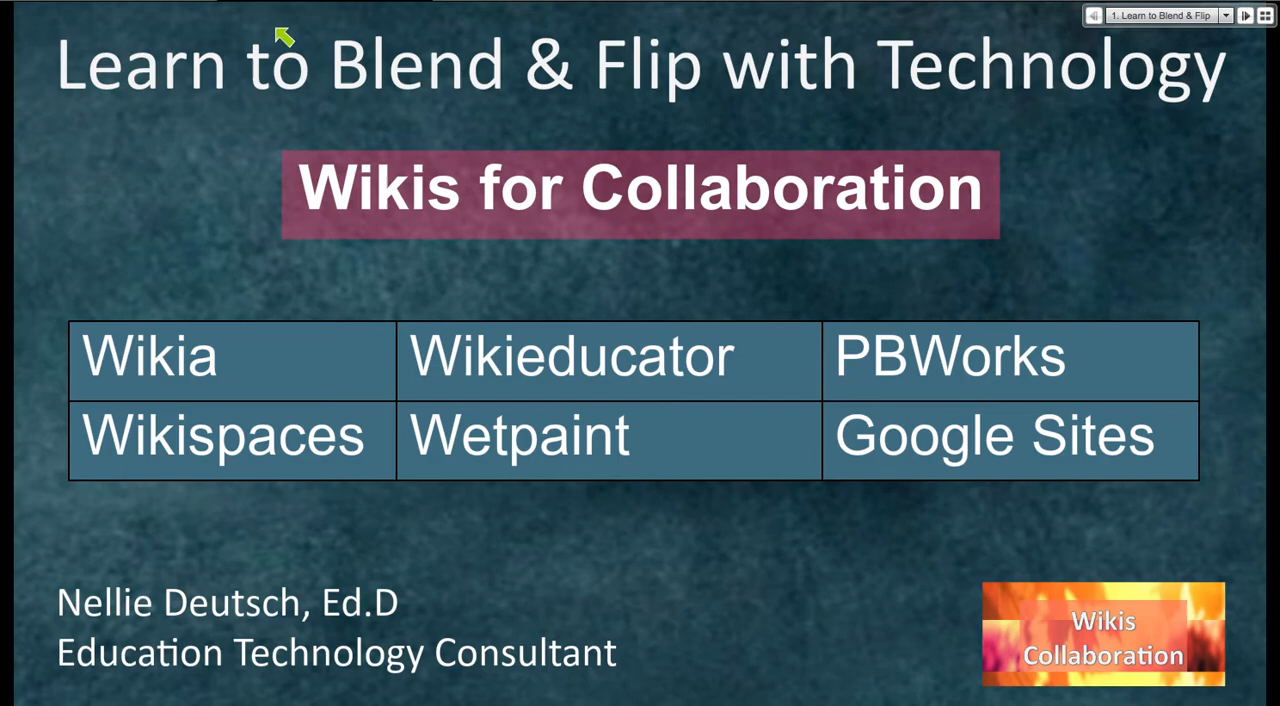 1. Learn to Blend & Flip
Learn to Blend & Flip with Technology
Wikis for Collaboration
Wikia Wikieducator PBWorks
Wikispaces Wetpaint Google Sites
Nellie Deutsch, Ed.D
Education Technology Consultant
Wikis
Collaboration